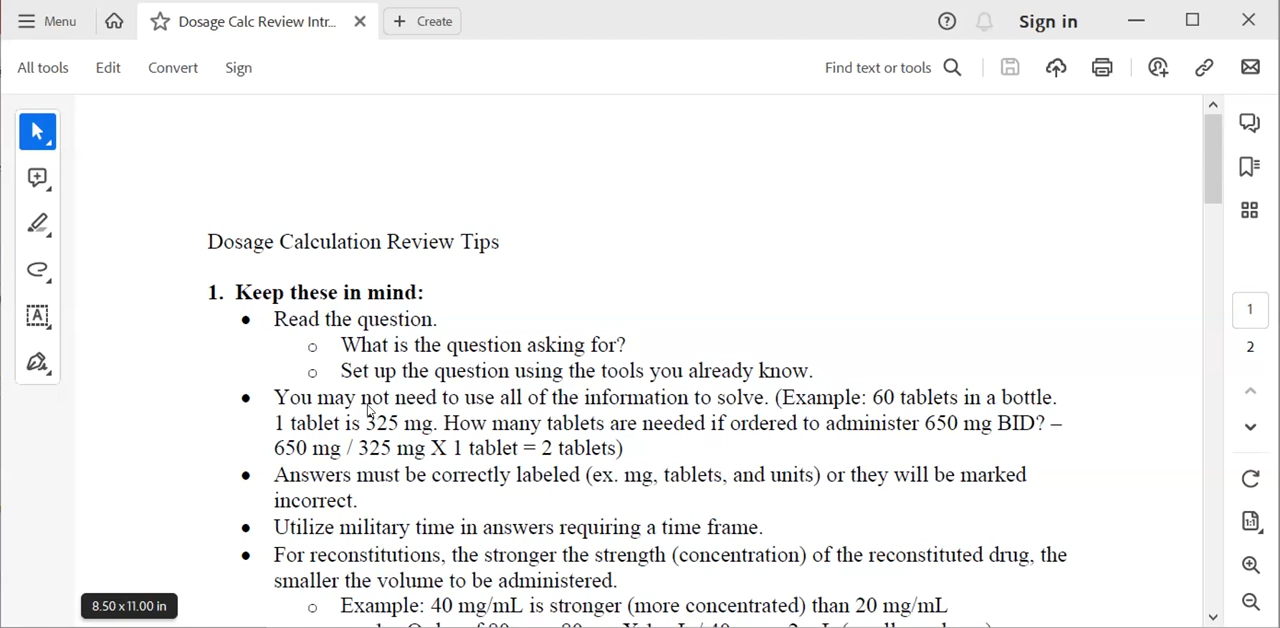 Menu
Dosage Calc Review Intr...
Create
Sign in
All tools
Edit
Convert
Sign
Find text or tools
Dosage Calculation Review Tips
1. Keep these in mind:
• Read the question.
o What is the question asking for?
o Set up the question using the tools you already know.
• You may not need to use all of the information to solve. (Example: 60 tablets in a bottle.
1 tablet is 325 mg. How many tablets are needed if ordered to administer 650 mg BID? –
650 mg / 325 mg X 1 tablet = 2 tablets)
• Answers must be correctly labeled (ex. mg, tablets, and units) or they will be marked
incorrect.
• Utilize military time in answers requiring a time frame.
• For reconstitutions, the stronger the strength (concentration) of the reconstituted drug, the
smaller the volume to be administered.
o Example: 40 mg/mL is stronger (more concentrated) than 20 mg/mL
8.50 x 11.00 in
1
2
1:1